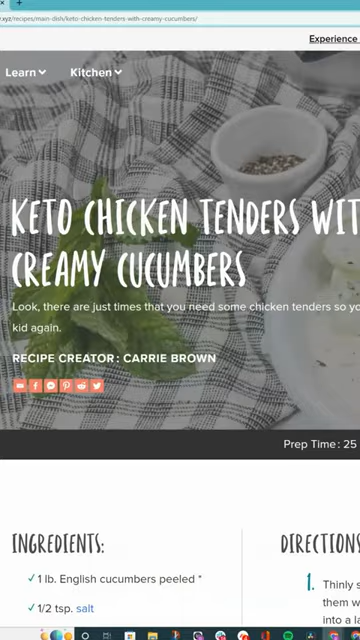 .xyz/recipes/main-dish/keto-chicken-tenders-with-creamy-cucumbers/
Experience
Learn Kitchen
KETO CHICKEN TENDERS WIT
CREAMY CUCUMBERS
Look, there are just times that you need some chicken tenders so yo
kid again.
RECIPE CREATOR: CARRIE BROWN
Prep Time: 25
INGREDIENTS:
✓ 1 lb. English cucumbers peeled *
✓ 1/2 tsp. salt
DIRECTIONS
1. Thinly s
them w
into a la